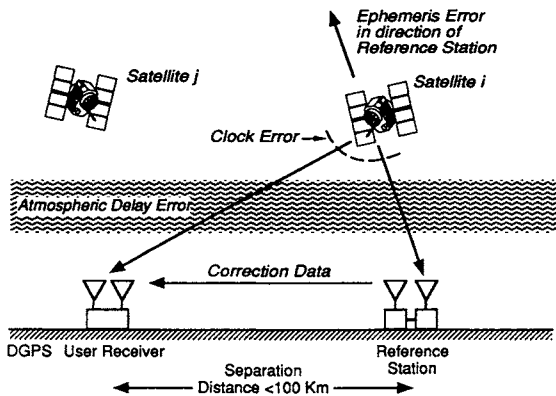 Ephemeris Error
in direction of
Reference Station
Satellite j
Satellite i
Clock Error
Atmospheric Delay Error
Correction Data
DGPS User Receiver
Reference
Station
Separation
Distance <100 Km